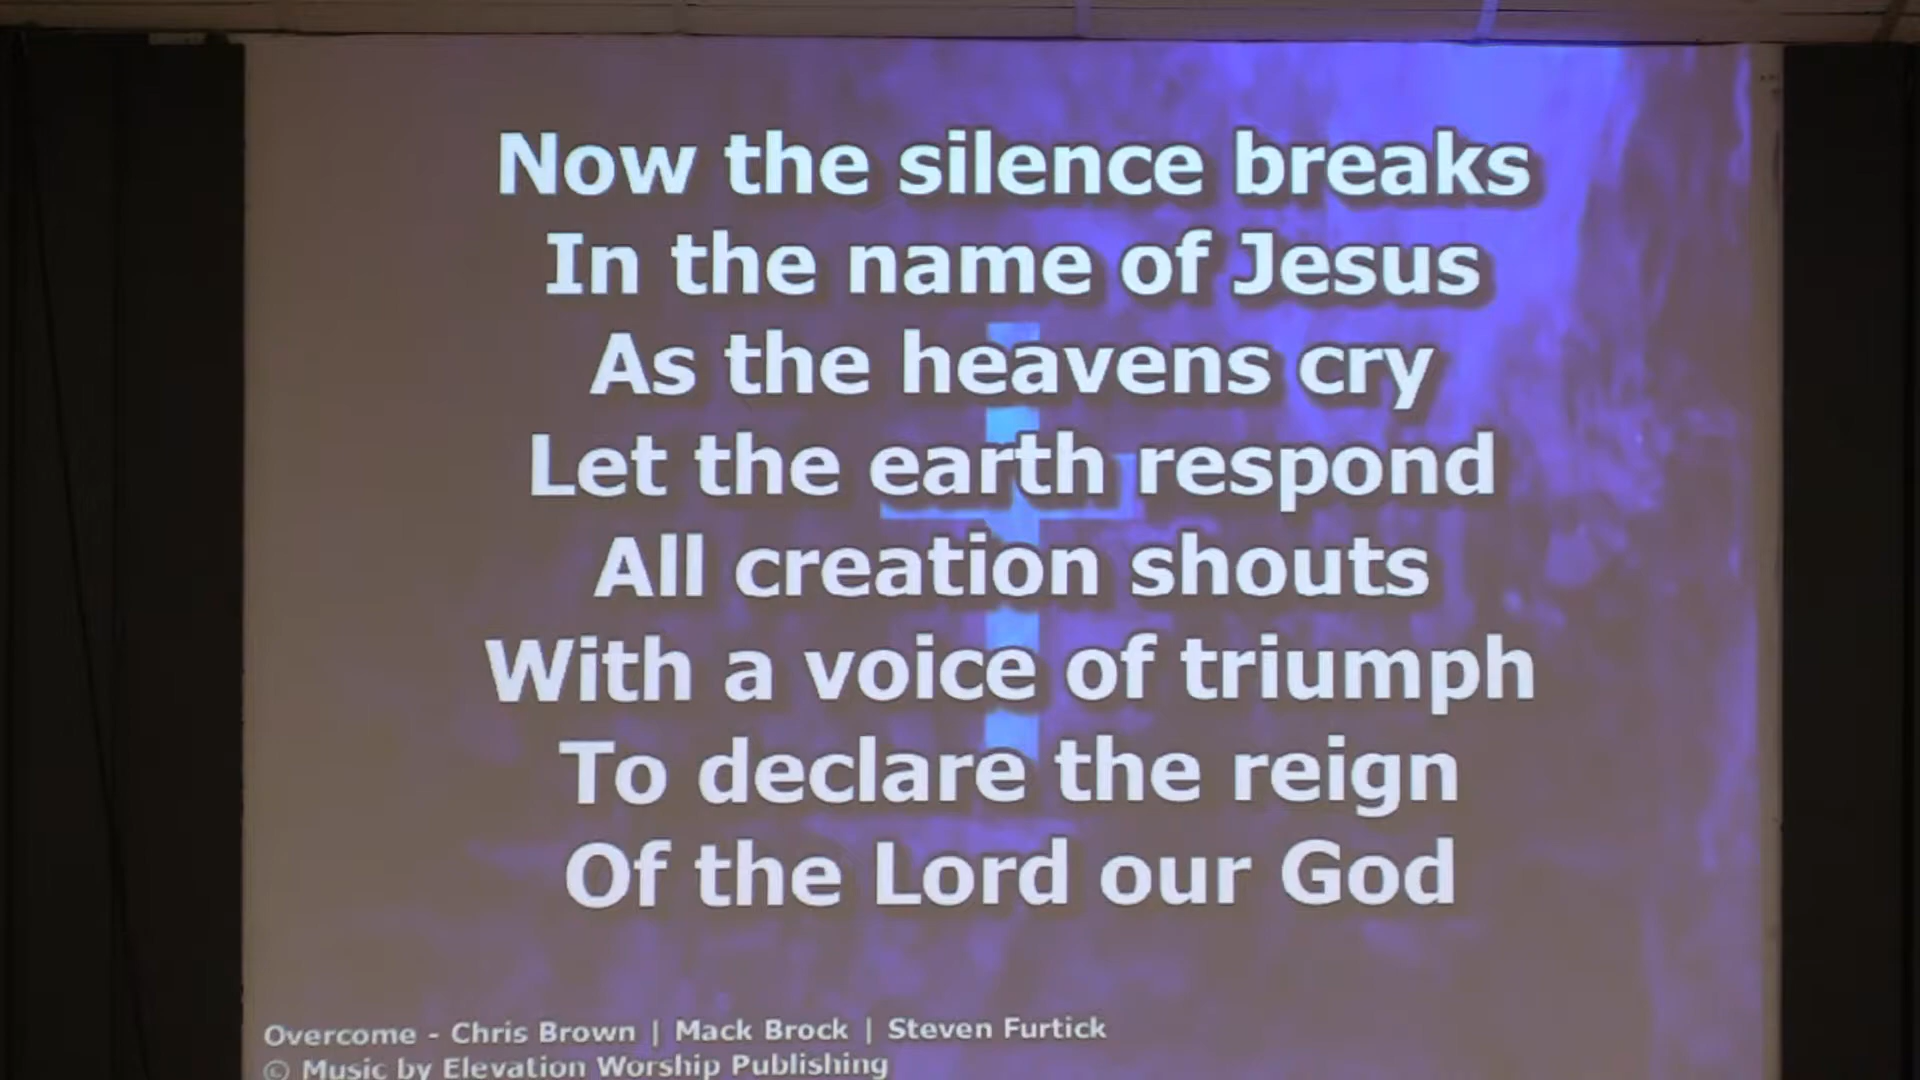 Now the silence breaks
In the name of Jesus
As the heavens cry
Let the earth respond
All creation shouts
With a voice of triumph
To declare the reign
Of the Lord our God
Overcome - Chris Brown | Mack Brock | Steven Furtick
© Music by Elevation Worship Publishing